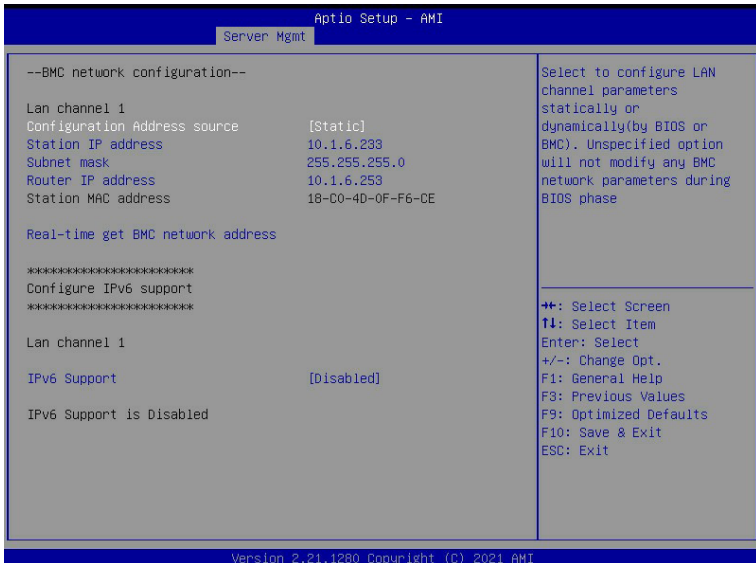 Aptio Setup - AMI
Server Mgmt
--BMC network configuration--
Lan channel 1
Configuration Address source [Static]
Station IP address 10.1.6.233
Subnet mask 255.255.255.0
Router IP address 10.1.6.253
Station MAC address 18-C0-4D-0F-F6-CE
Real-time get BMC network address
***********************
Configure IPv6 support
***********************
Lan channel 1
IPv6 Support [Disabled]
IPv6 Support is Disabled
Select to configure LAN
channel parameters
statically or
dynamically(by BIOS or
BMC). Unspecified option
will not modify any BMC
network parameters during
BIOS phase
→←: Select Screen
↑↓: Select Item
Enter: Select
+/-: Change Opt.
F1: General Help
F3: Previous Values
F9: Optimized Defaults
F10: Save & Exit
ESC: Exit
Version 2.21.1280 Copyright (C) 2021 AMI